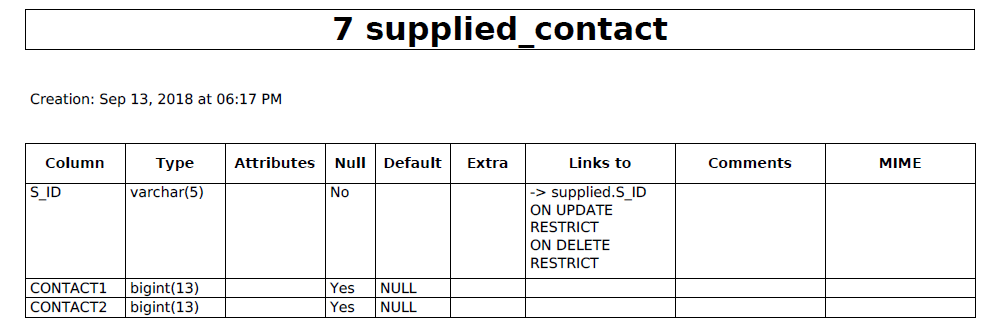 7 supplied_contact
Creation: Sep 13, 2018 at 06:17 PM
Column Type Attributes Null Default Extra Links to Comments MIME
S_ID varchar(5) No -> supplied.S_ID
ON UPDATE
RESTRICT
ON DELETE
RESTRICT
CONTACT1 bigint(13) Yes NULL
CONTACT2 bigint(13) Yes NULL